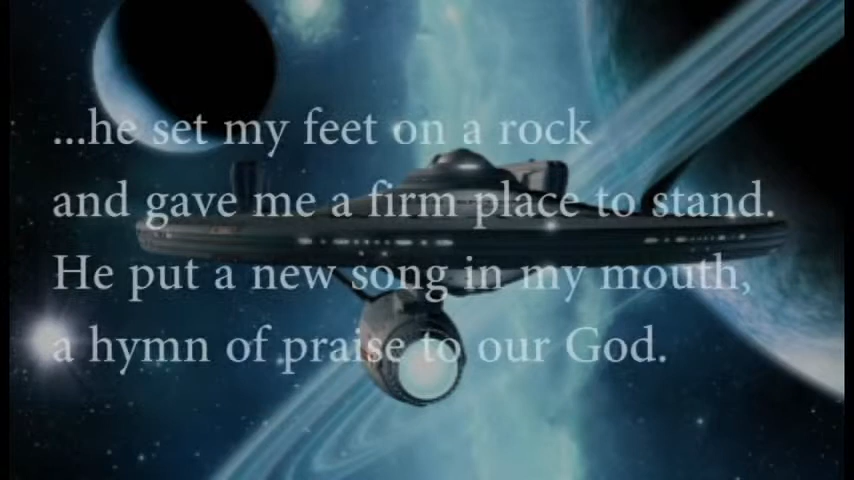 ...he set my feet on a rock
and gave me a firm place to stand.
He put a new song in my mouth,
a hymn of praise to our God.